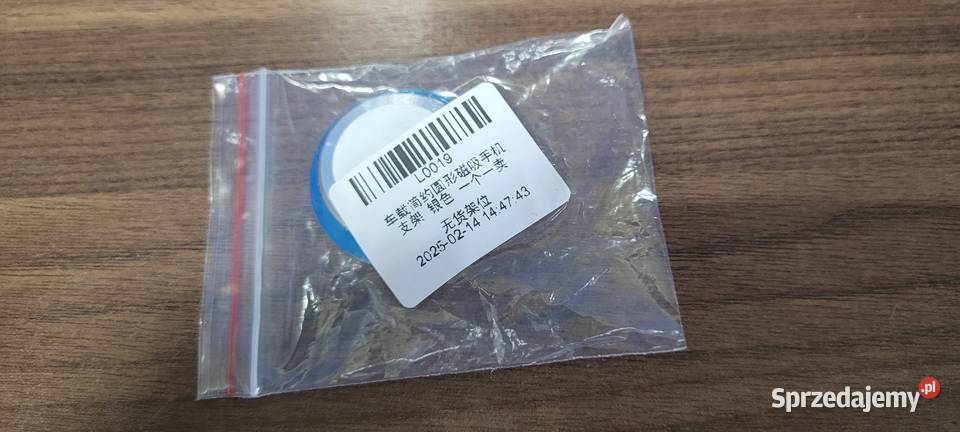 L0019
车载简约圆形磁吸手机
支架 银色 一个一卖
无货架位
2025-02-14 14:47:43
Sprzedajemy.pl